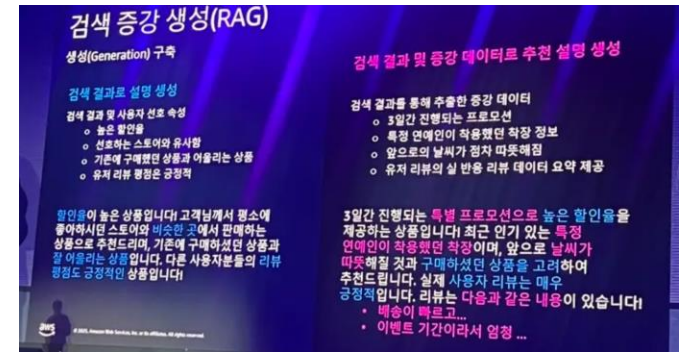 검색 증강 생성(RAG)
생성(Generation) 구축
검색 결과로 설명 생성
검색 결과 및 사용자 선호 속성
o 높은 할인율
o 선호하는 스토어와 유사함
o 기존에 구매했던 상품과 어울리는 상품
o 유저 리뷰 평점은 긍정적
할인율이 높은 상품입니다! 고객님께서 평소에
좋아하시던 스토어와 비슷한 곳에서 판매하는
상품으로 추천드리며, 기존에 구매하셨던 상품과
잘 어울리는 상품입니다. 다른 사용자분들의 리뷰
평점도 긍정적인 상품입니다!
aws
© 2025, Amazon Web Services, Inc. or its affiliates. All rights reserved.
검색 결과 및 증강 데이터로 추천 설명 생성
검색 결과를 통해 추출한 증강 데이터
o 3일간 진행되는 프로모션
o 특정 연예인이 착용했던 착장 정보
o 앞으로의 날씨가 점차 따뜻해짐
o 유저 리뷰의 실 반응 리뷰 데이터 요약 제공
3일간 진행되는 특별 프로모션으로 높은 할인율을
제공하는 상품입니다! 최근 인기 있는 특정
연예인이 착용했던 착장이며, 앞으로 날씨가
따뜻해질 것과 구매하셨던 상품을 고려하여
추천드립니다. 실제 사용자 리뷰는 매우
긍정적입니다. 리뷰는 다음과 같은 내용이 있습니다!
• 배송이 빠르고...
• 이벤트 기간이라서 엄청 ...